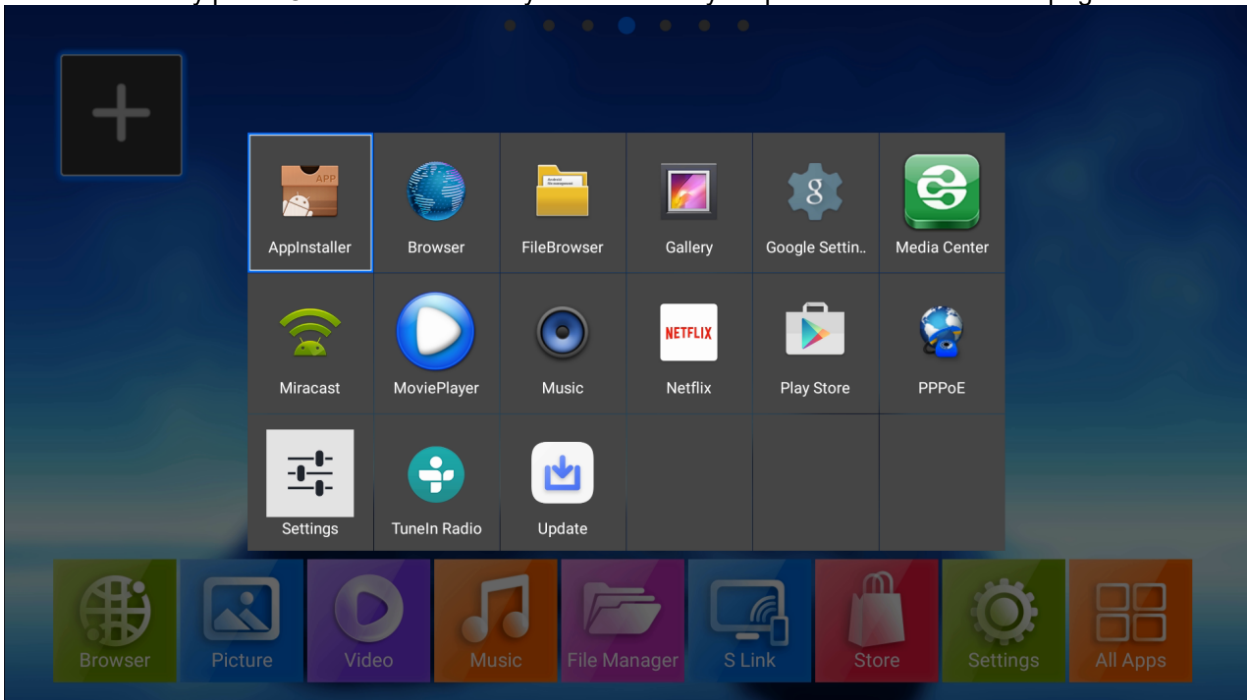 APP
AppInstaller Browser FileBrowser Gallery Google Settin.. Media Center
NETFLIX
Miracast MoviePlayer Music Netflix Play Store PPPoE
Settings TuneIn Radio Update
Browser Picture Video Music File Manager S Link Store Settings All Apps